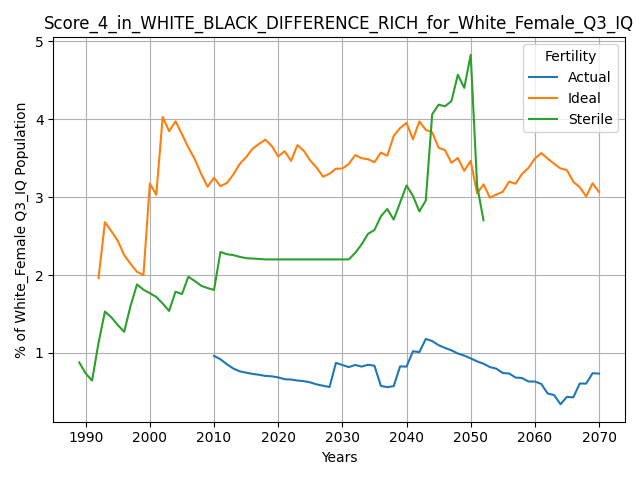 Score_4_in_WHITE_BLACK_DIFFERENCE_RICH_for_White_Female_Q3_IQ
Fertility
Actual
Ideal
Sterile
% of White_Female Q3_IQ Population
5
4
3
2
1
1990 2000 2010 2020 2030 2040 2050 2060 2070
Years